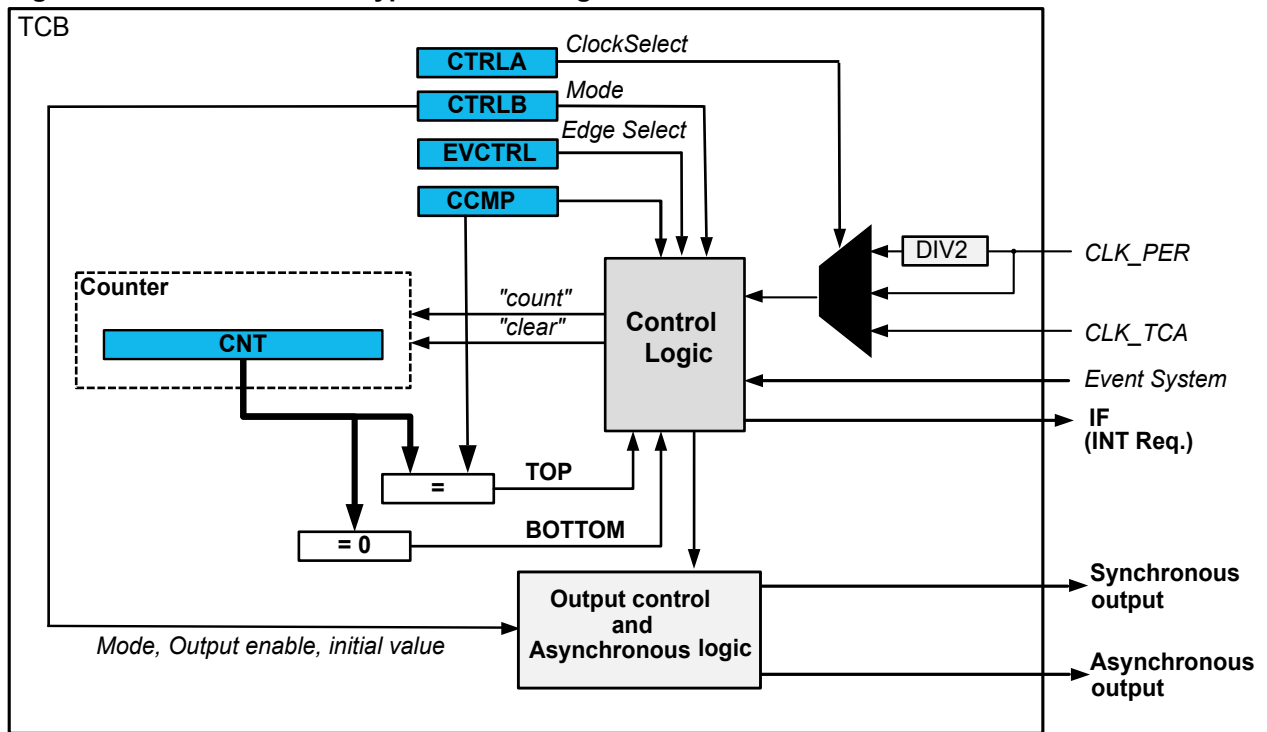 TCB
ClockSelect
CTRLA
Mode
CTRLB
Edge Select
EVCTRL
CCMP
DIV2
CLK_PER
Counter
"count"
"clear"
CNT
Control
Logic
CLK_TCA
Event System
IF
(INT Req.)
=
TOP
= 0
BOTTOM
Output control
and
Asynchronous logic
Mode, Output enable, initial value
Synchronous
output
Asynchronous
output